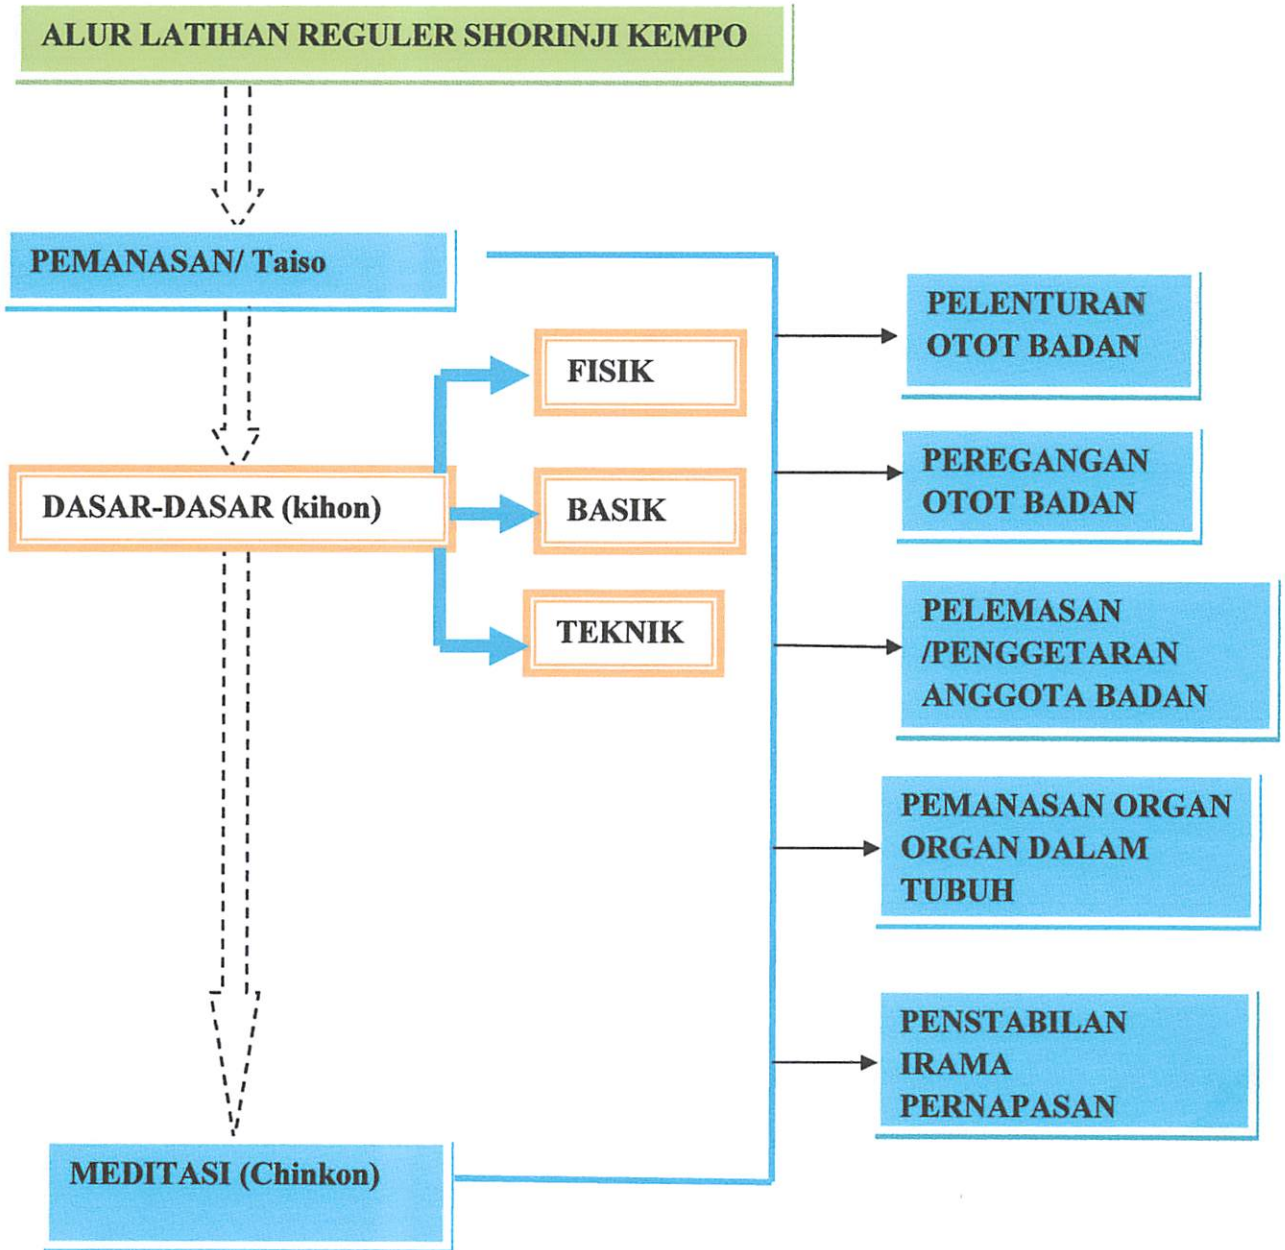 ALUR LATIHAN REGULER SHORINJI KEMPO
PEMANASAN/ Taiso
DASAR-DASAR (kihon)
FISIK
BASIK
TEKNIK
PELENTURAN
OTOT BADAN
PEREGANGAN
OTOT BADAN
PELEMASAN
/PENGGETARAN
ANGGOTA BADAN
PEMANASAN ORGAN
ORGAN DALAM
TUBUH
PENSTABILAN
IRAMA
PERNAPASAN
MEDITASI (Chinkon)